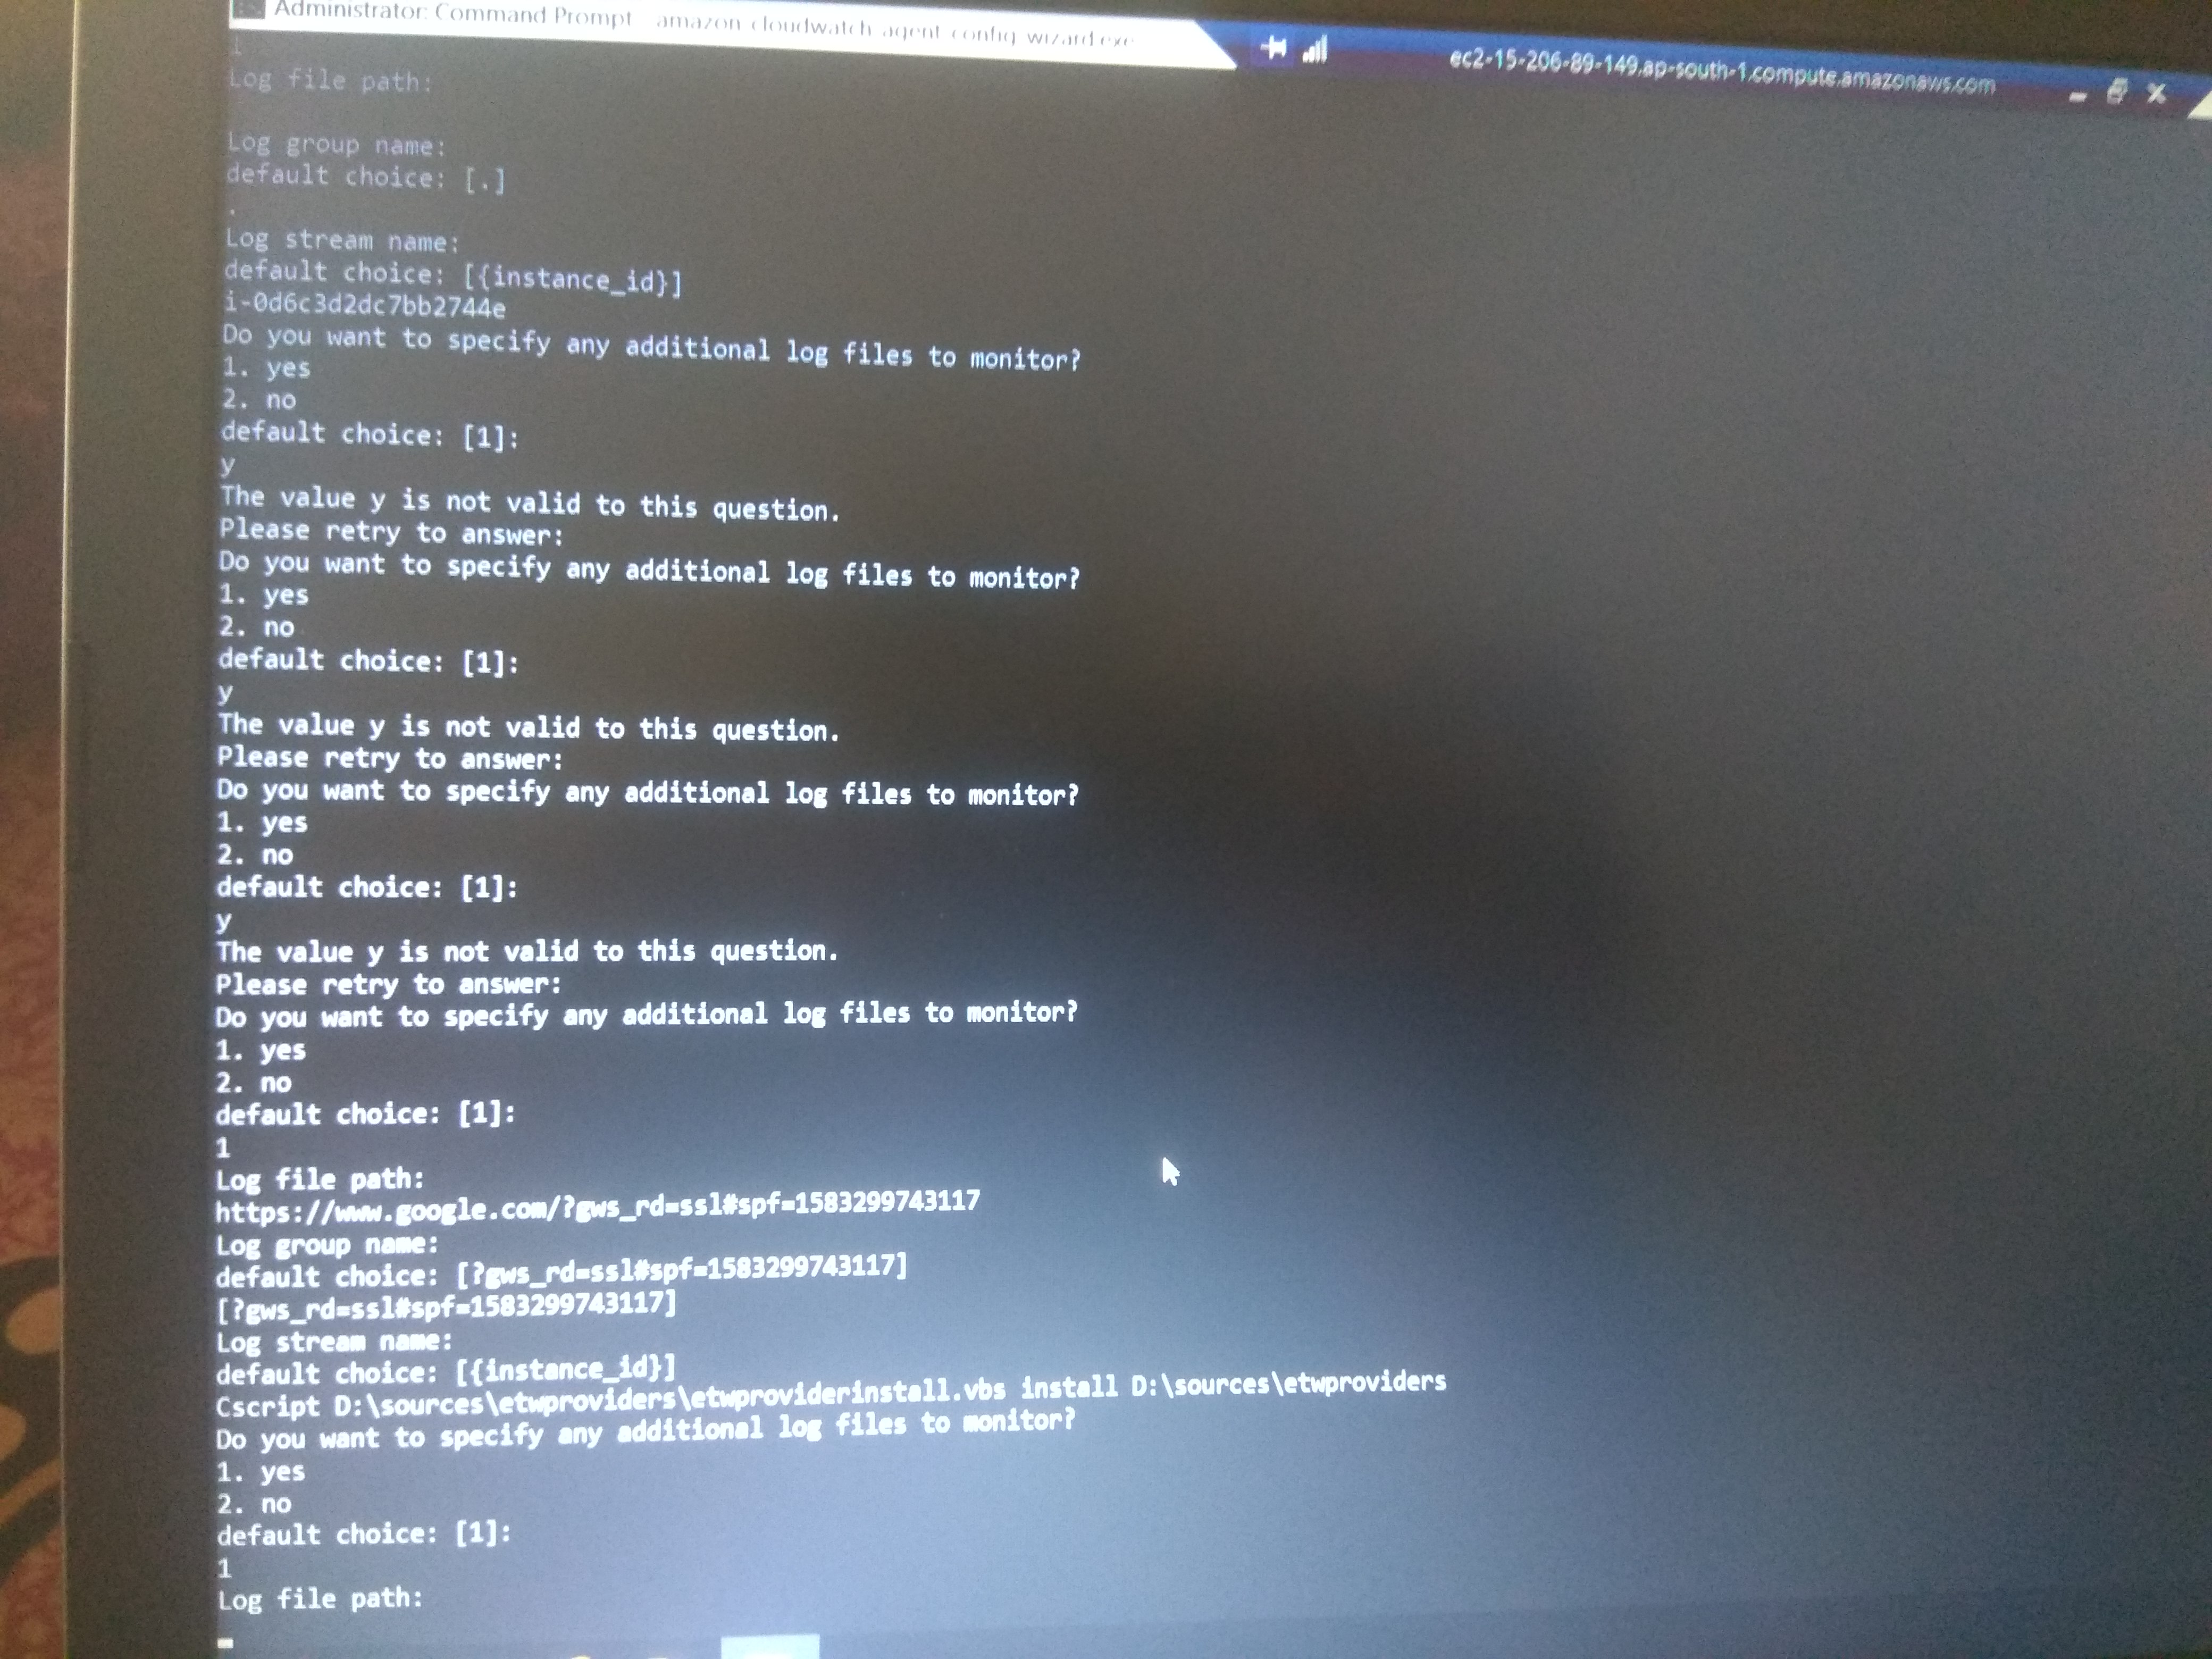 Administrator: Command Prompt - amazon-cloudwatch-agent-config-wizard.exe
ec2-15-206-89-149.ap-south-1.compute.amazonaws.com
1
Log file path:
Log group name:
default choice: [.]
.
Log stream name:
default choice: [{instance_id}]
i-0d6c3d2dc7bb2744e
Do you want to specify any additional log files to monitor?
1. yes
2. no
default choice: [1]:
y
The value y is not valid to this question.
Please retry to answer:
Do you want to specify any additional log files to monitor?
1. yes
2. no
default choice: [1]:
y
The value y is not valid to this question.
Please retry to answer:
Do you want to specify any additional log files to monitor?
1. yes
2. no
default choice: [1]:
y
The value y is not valid to this question.
Please retry to answer:
Do you want to specify any additional log files to monitor?
1. yes
2. no
default choice: [1]:
1
Log file path:
https://www.google.com/?gws_rd=ssl#spf=1583299743117
Log group name:
default choice: [?gws_rd=ssl#spf=1583299743117]
[?gws_rd=ssl#spf=1583299743117]
Log stream name:
default choice: [{instance_id}]
Cscript D:\sources\etwproviders\etwproviderinstall.vbs install D:\sources\etwproviders
Do you want to specify any additional log files to monitor?
1. yes
2. no
default choice: [1]:
1
Log file path: